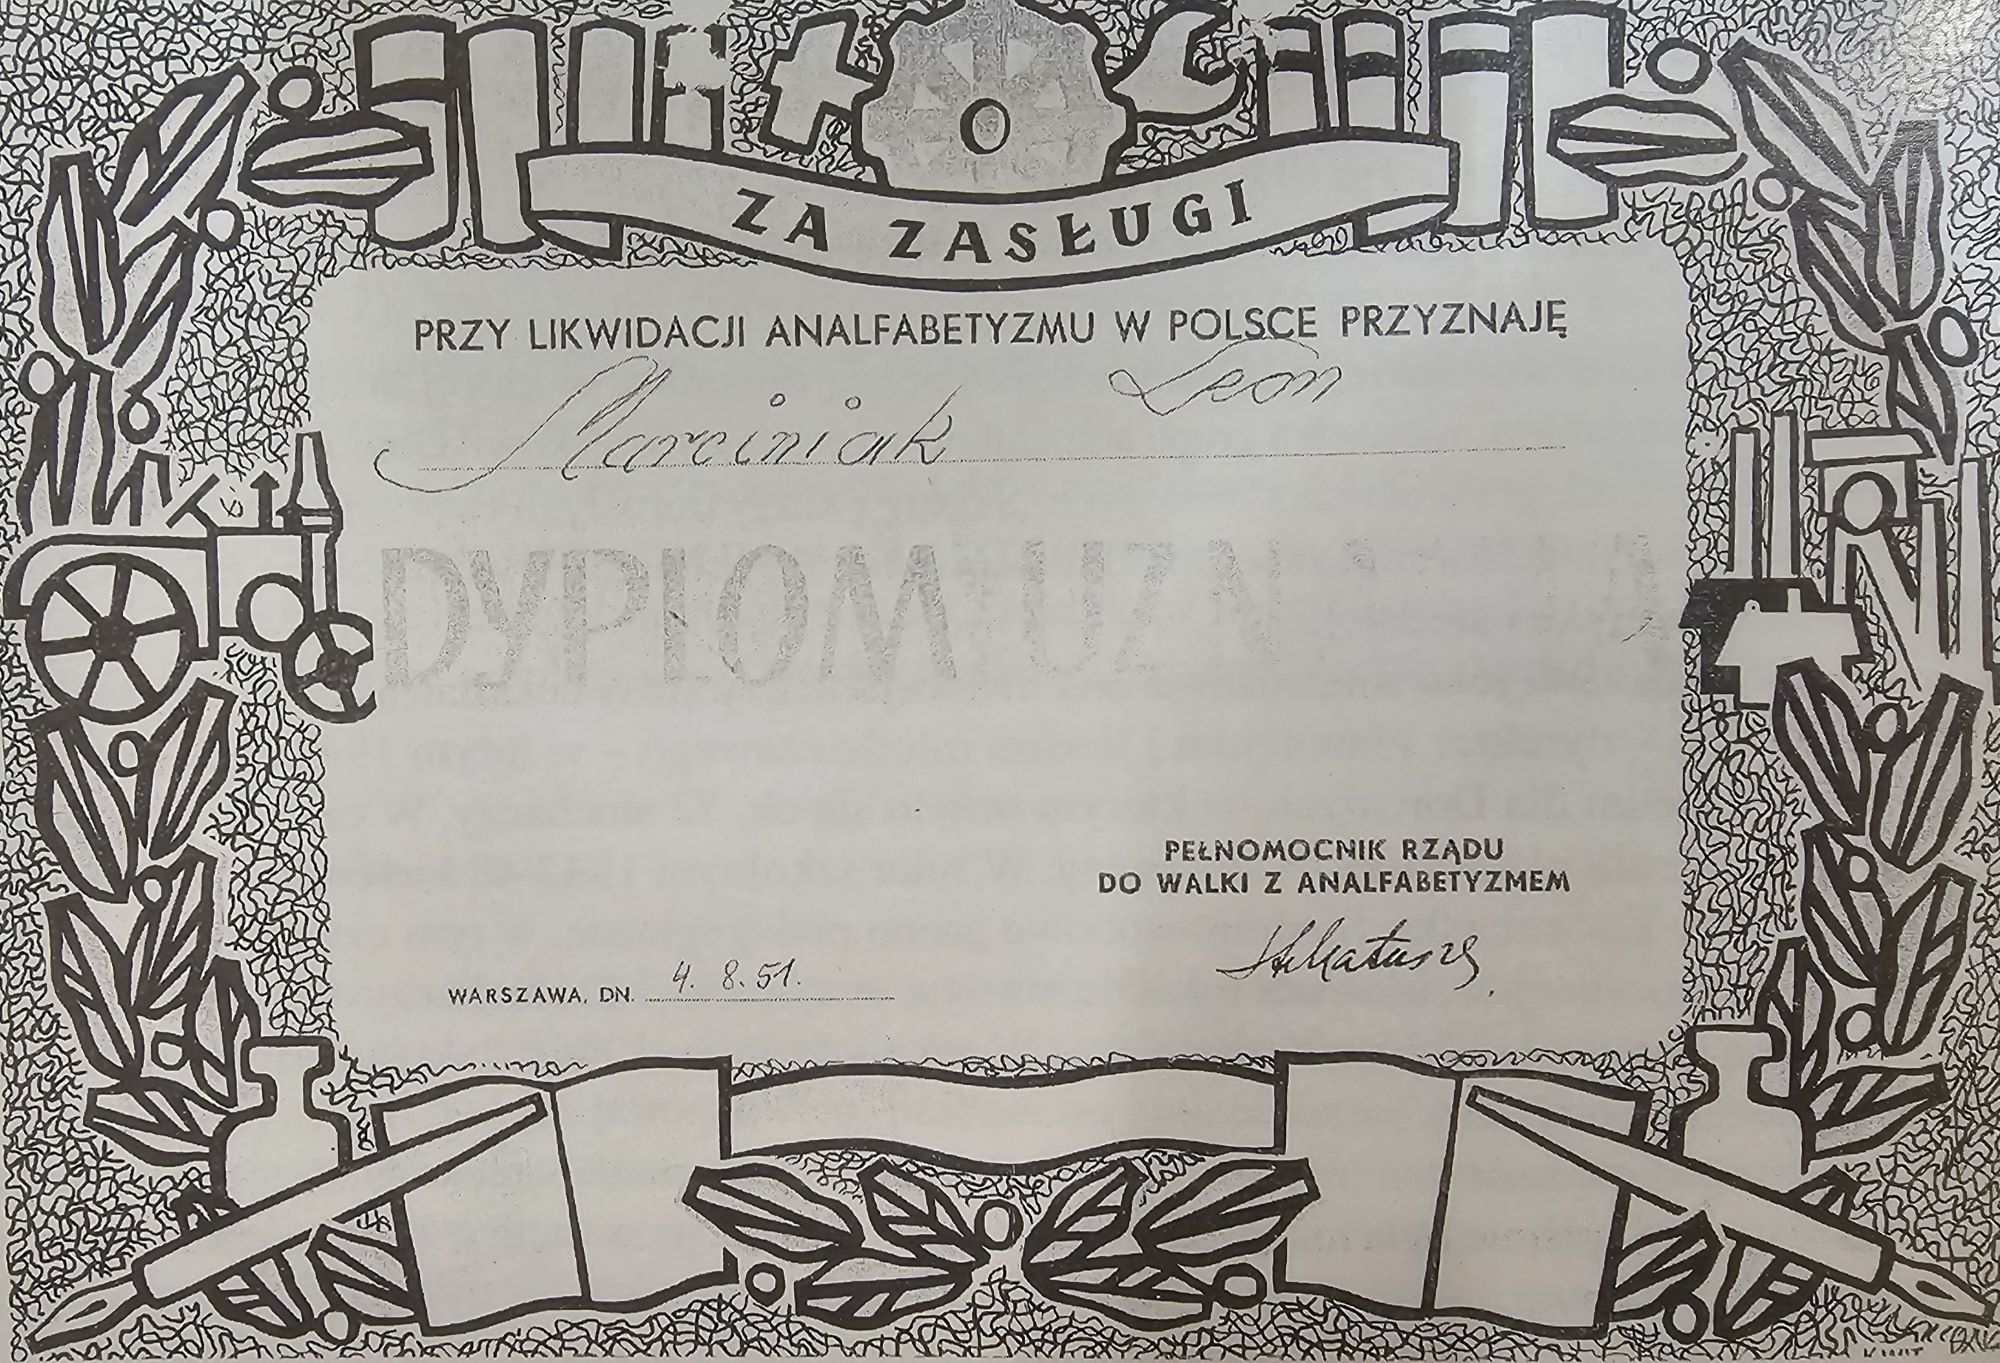 ZA ZASŁUGI
PRZY LIKWIDACJI ANALFABETYZMU W POLSCE PRZYZNAJĘ
Marciniak Leon
DYPLOM UZN
PEŁNOMOCNIK RZĄDU
DO WALKI Z ANALFABETYZMEM
WARSZAWA, DN. 4. 8. 51.